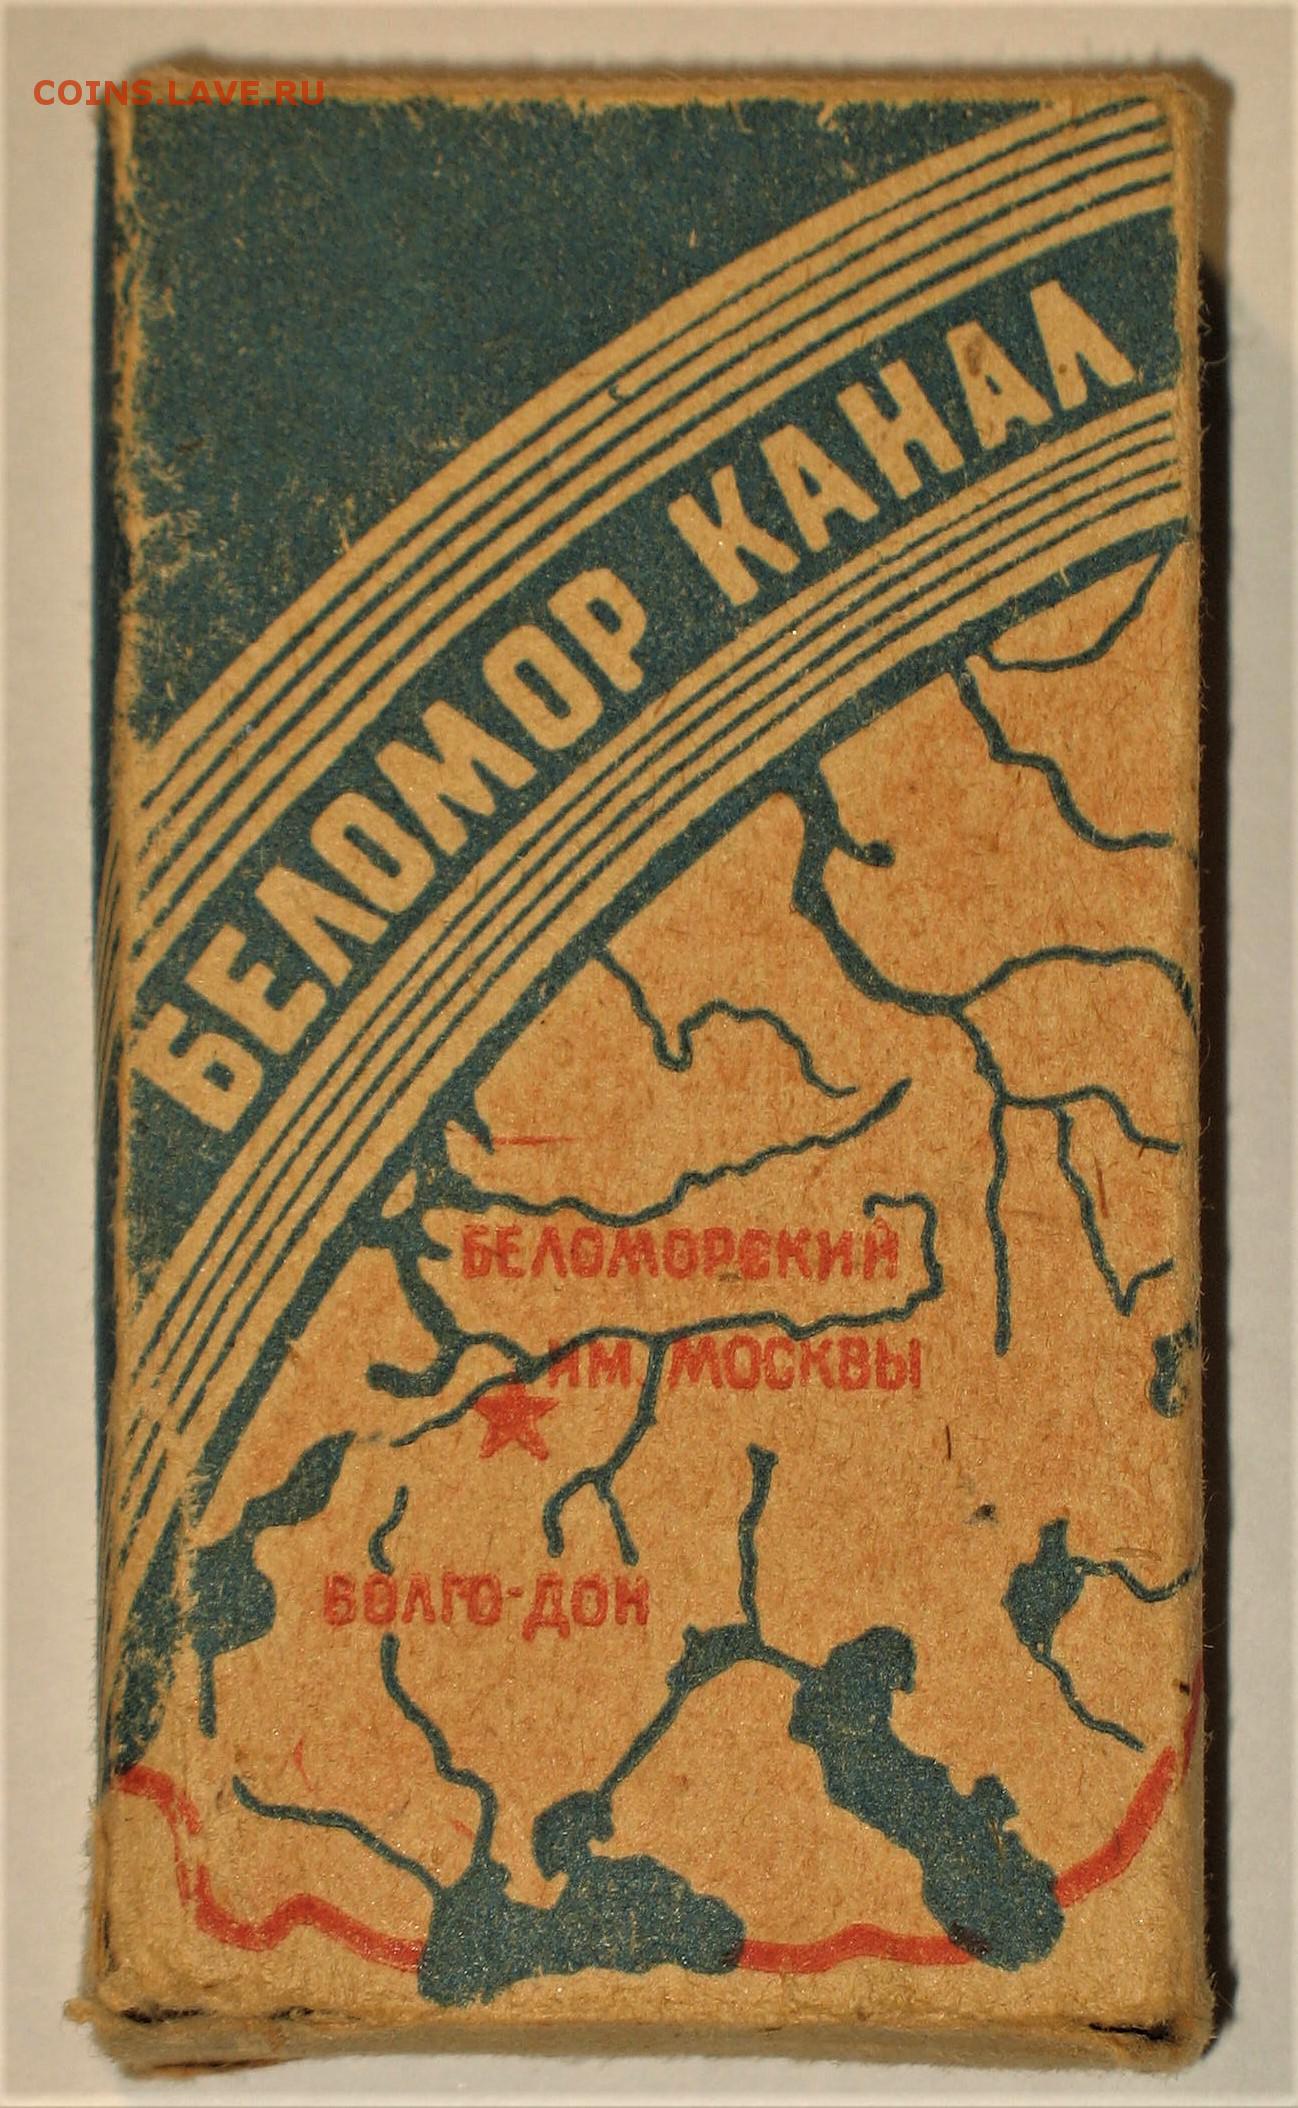 COINS.LAVE.RU
БЕЛОМОР КАНАЛ
БЕЛОМОРСКИЙ
ИМ. МОСКВЫ
ВОЛГО-ДОН